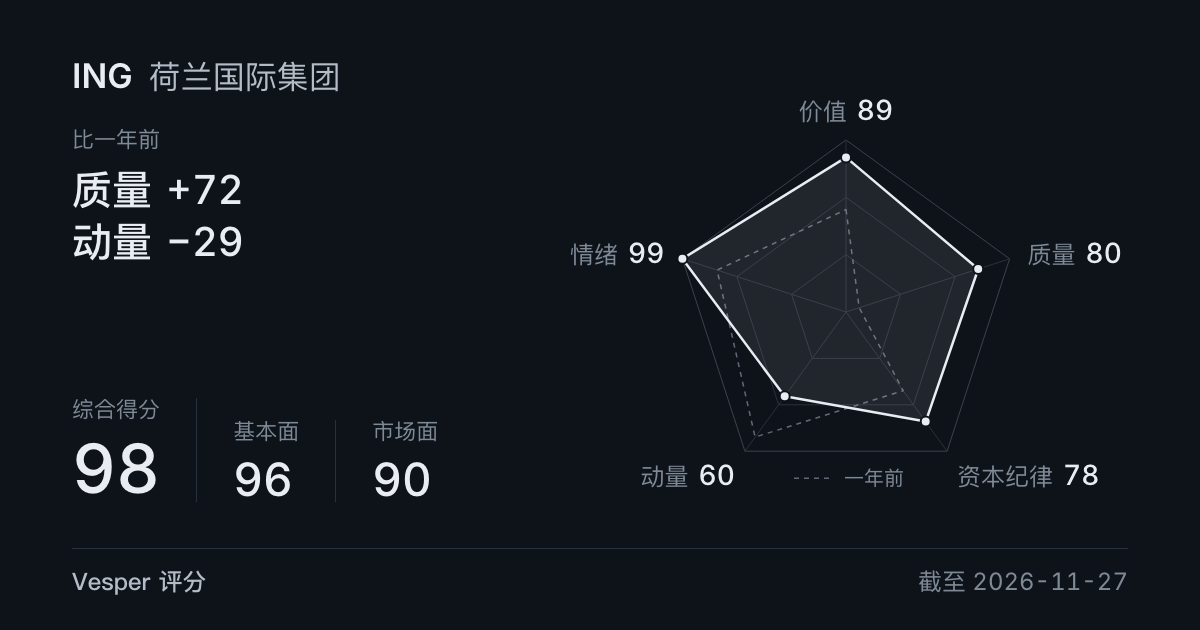 ING 荷兰国际集团
比一年前
质量 +72
动量 −29
综合得分
98
基本面
96
市场面
90
价值 89
情绪 99
质量 80
动量 60
一年前
资本纪律 78
Vesper 评分
截至 2026-11-27